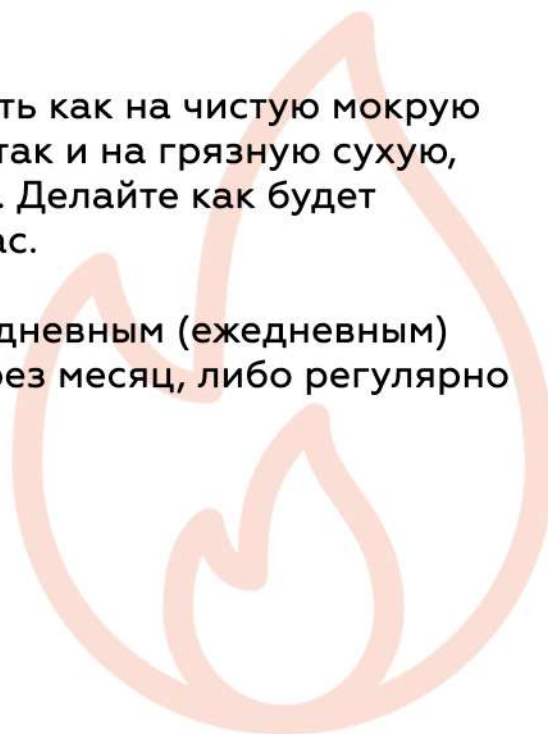 ть как на чистую мокрую
так и на грязную сухую,
. Делайте как будет
ас.
дневным (ежедневным)
рез месяц, либо регулярно